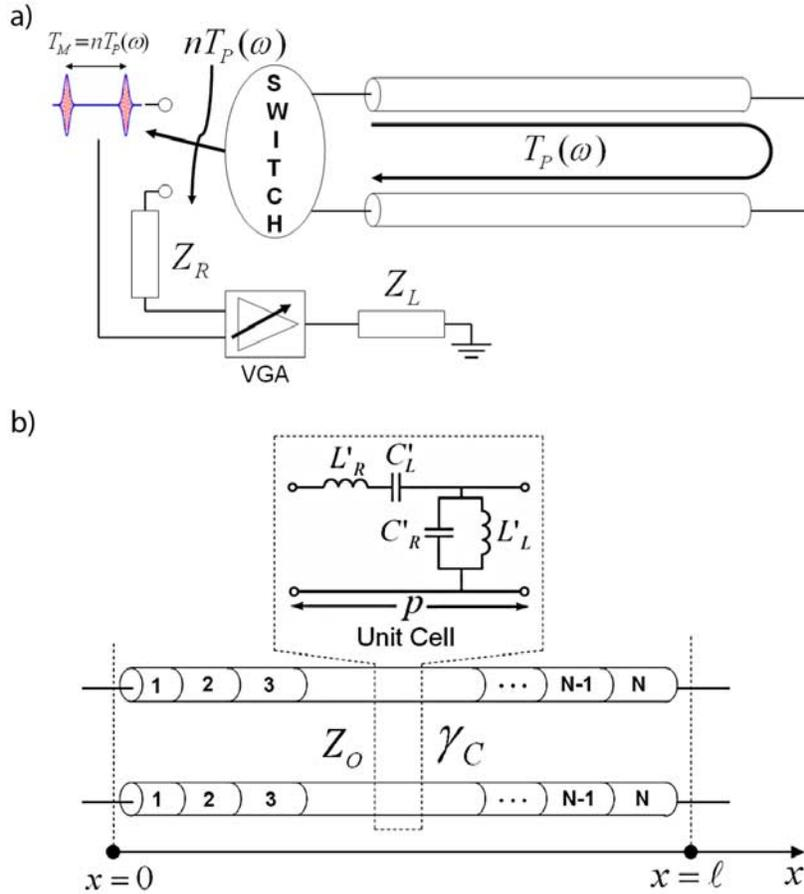 a)
T_M = nT_P(ω)
nT_P(ω)
SWITCH
T_P(ω)
Z_R
Z_L
VGA
b)
L'_R C'_L
C'_R L'_L
p
Unit Cell
1 2 3 ... N-1 N
Z_O γ_C
1 2 3 ... N-1 N
x=0 x=ℓ x